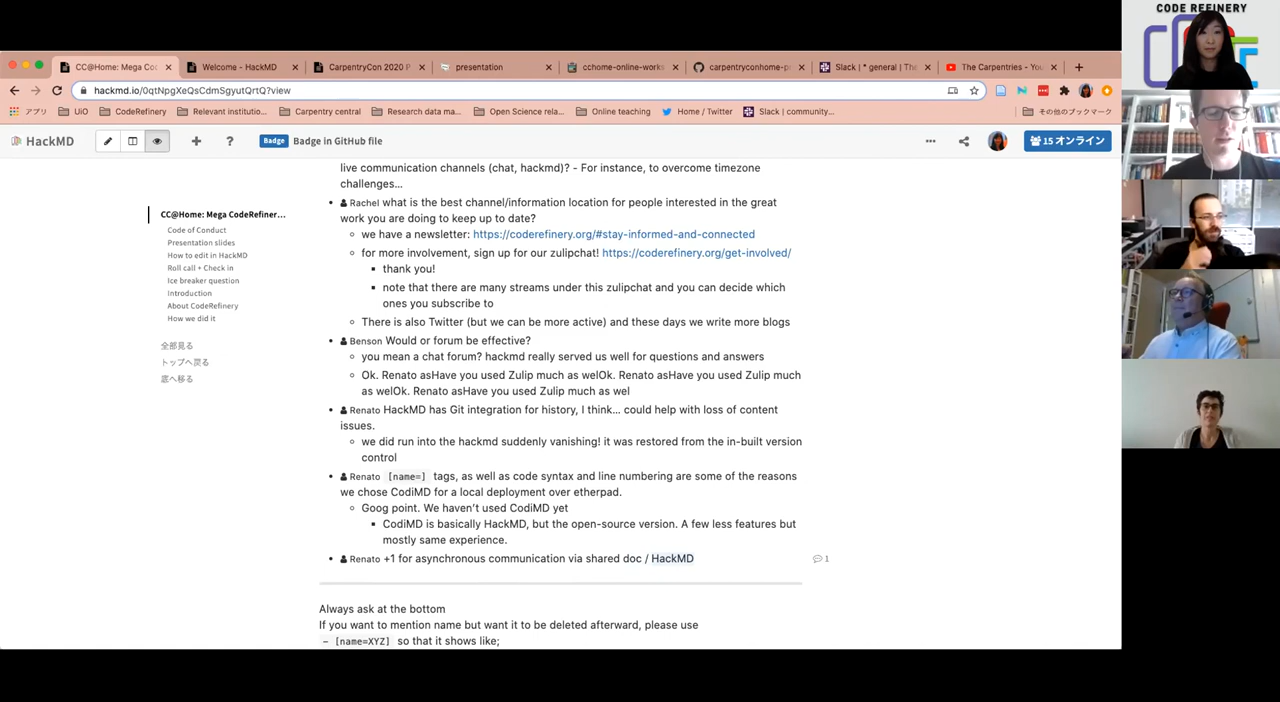 CODE REFINERY
CC@Home: Mega Co
Welcome - HackMD
CarpentryCon 2020 P
presentation
cchome-online-works
carpentryconhome-p
Slack | * general | The
The Carpentries - You
hackmd.io/0qtNpgXeQsCdmSgyutQrtQ?view
アプリ
UiO
CodeRefinery
Relevant institution...
Carpentry central
Research data ma...
Open Science rela...
Online teaching
Home / Twitter
Slack | community...
その他のブックマーク
HackMD
Badge
Badge in GitHub file
15 オンライン
CC@Home: Mega CodeRefiner...
Code of Conduct
Presentation slides
How to edit in HackMD
Roll call + Check in
Ice breaker question
Introduction
About CodeRefinery
How we did it
全部見る
トップへ戻る
底へ移る
live communication channels (chat, hackmd)? - For instance, to overcome timezone
challenges...
Rachel what is the best channel/information location for people interested in the great
work you are doing to keep up to date?
we have a newsletter: https://coderefinery.org/#stay-informed-and-connected
for more involvement, sign up for our zulipchat! https://coderefinery.org/get-involved/
thank you!
note that there are many streams under this zulipchat and you can decide which
ones you subscribe to
There is also Twitter (but we can be more active) and these days we write more blogs
Benson Would or forum be effective?
you mean a chat forum? hackmd really served us well for questions and answers
Ok. Renato asHave you used Zulip much as welOk. Renato asHave you used Zulip much
as welOk. Renato asHave you used Zulip much as wel
Renato HackMD has Git integration for history, I think... could help with loss of content
issues.
we did run into the hackmd suddenly vanishing! it was restored from the in-built version
control
Renato [name=] tags, as well as code syntax and line numbering are some of the reasons
we chose CodiMD for a local deployment over etherpad.
Goog point. We haven't used CodiMD yet
CodiMD is basically HackMD, but the open-source version. A few less features but
mostly same experience.
Renato +1 for asynchronous communication via shared doc / HackMD
1
Always ask at the bottom
If you want to mention name but want it to be deleted afterward, please use
- [name=XYZ] so that it shows like;